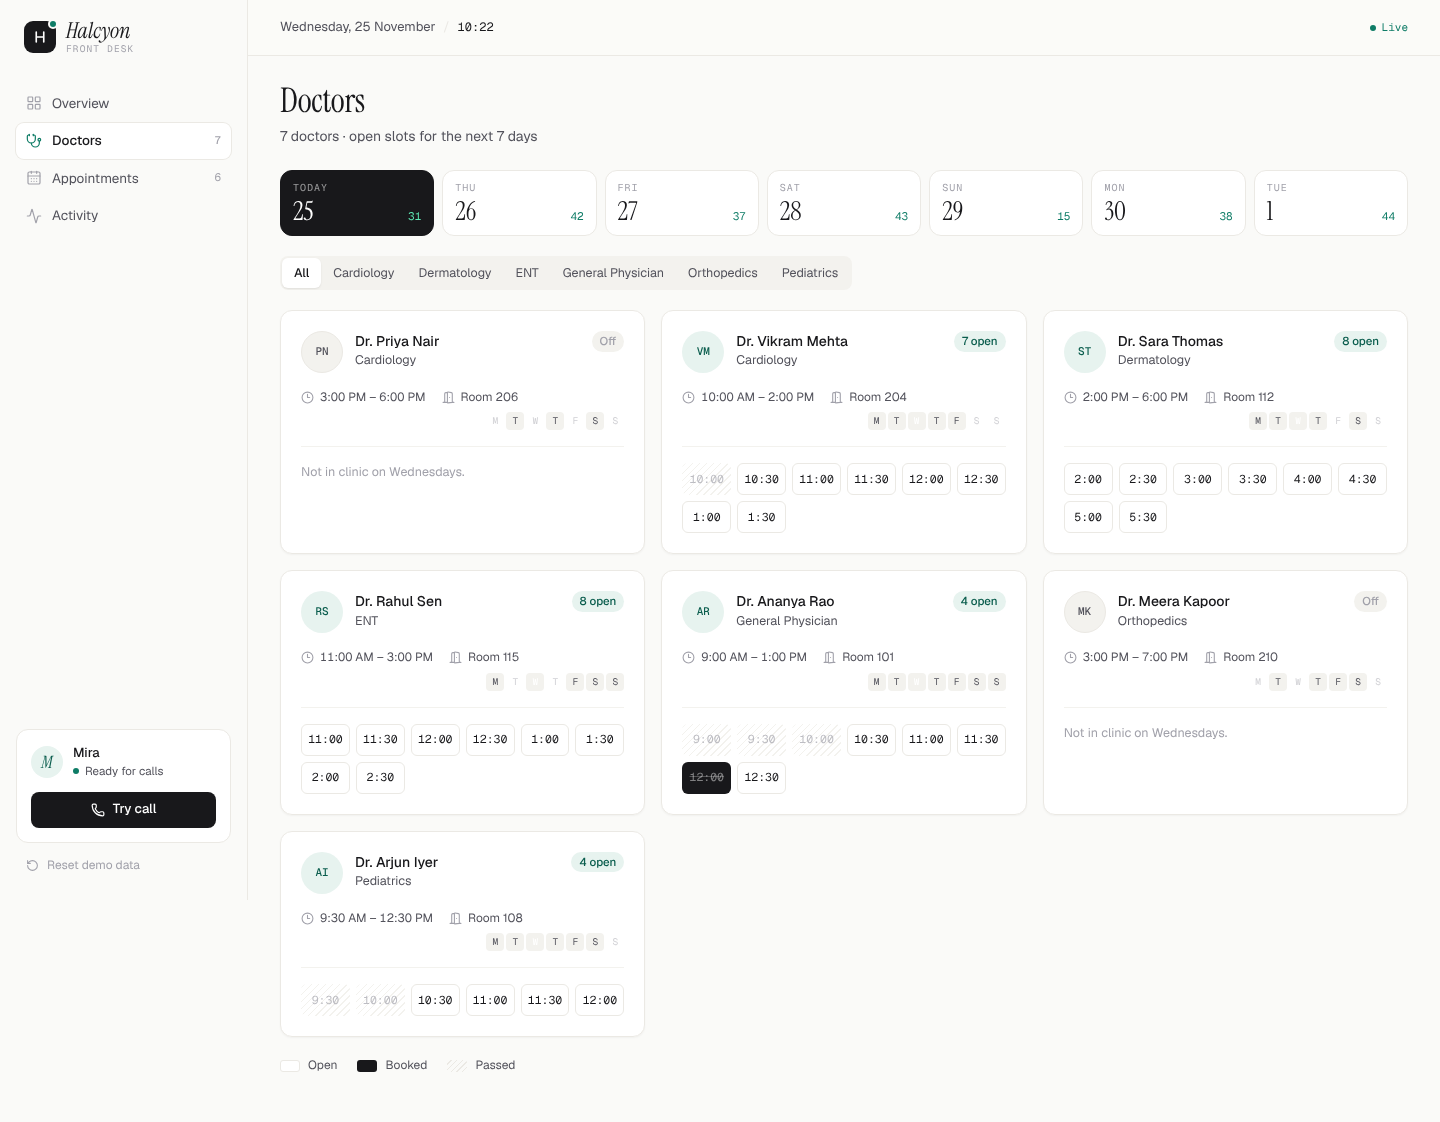 H Halcyon
FRONT DESK
Wednesday, 25 November / 10:22
Live
Overview
Doctors 7
Appointments 6
Activity
Doctors
7 doctors · open slots for the next 7 days
TODAY 25 31
THU 26 42
FRI 27 37
SAT 28 43
SUN 29 15
MON 30 38
TUE 1 44
All Cardiology Dermatology ENT General Physician Orthopedics Pediatrics
PN Dr. Priya Nair Off
Cardiology
3:00 PM – 6:00 PM Room 206
M T W T F S S
Not in clinic on Wednesdays.
VM Dr. Vikram Mehta 7 open
Cardiology
10:00 AM – 2:00 PM Room 204
M T W T F S S
10:00 10:30 11:00 11:30 12:00 12:30
1:00 1:30
ST Dr. Sara Thomas 8 open
Dermatology
2:00 PM – 6:00 PM Room 112
M T W T F S S
2:00 2:30 3:00 3:30 4:00 4:30
5:00 5:30
RS Dr. Rahul Sen 8 open
ENT
11:00 AM – 3:00 PM Room 115
M T W T F S S
11:00 11:30 12:00 12:30 1:00 1:30
2:00 2:30
AR Dr. Ananya Rao 4 open
General Physician
9:00 AM – 1:00 PM Room 101
M T W T F S S
9:00 9:30 10:00 10:30 11:00 11:30
12:00 12:30
MK Dr. Meera Kapoor Off
Orthopedics
3:00 PM – 7:00 PM Room 210
M T W T F S S
Not in clinic on Wednesdays.
AI Dr. Arjun Iyer 4 open
Pediatrics
9:30 AM – 12:30 PM Room 108
M T W T F S S
9:30 10:00 10:30 11:00 11:30 12:00
Open Booked Passed
M Mira
Ready for calls
Try call
Reset demo data